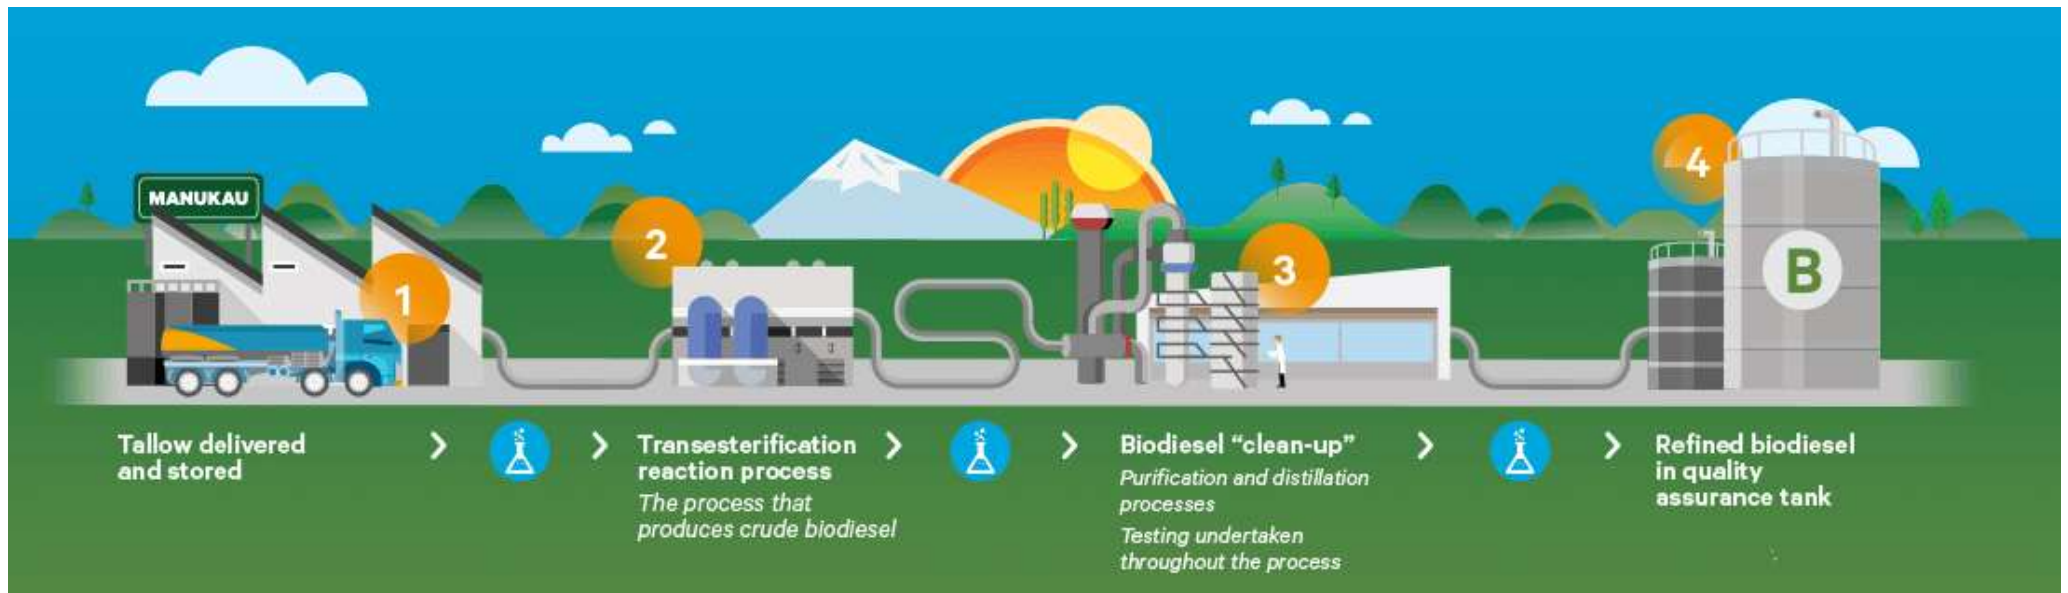 MANUKAU
1
2
3
4
B
Tallow delivered
and stored
Transesterification
reaction process
The process that
produces crude biodiesel
Biodiesel “clean-up”
Purification and distillation
processes
Testing undertaken
throughout the process
Refined biodiesel
in quality
assurance tank